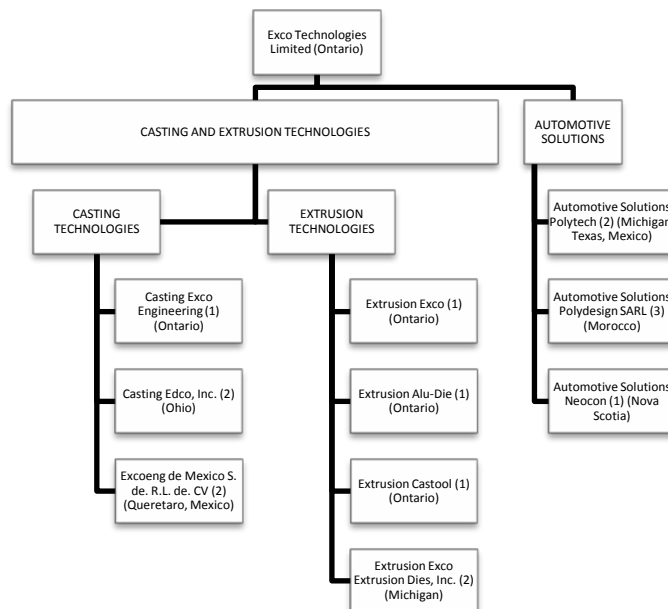 Exco Technologies
Limited (Ontario)
CASTING AND EXTRUSION TECHNOLOGIES
AUTOMOTIVE
SOLUTIONS
CASTING
TECHNOLOGIES
EXTRUSION
TECHNOLOGIES
Casting Exco
Engineering (1)
(Ontario)
Casting Edco, Inc. (2)
(Ohio)
Excoeng de Mexico S.
de. R.L. de. CV (2)
(Queretaro, Mexico)
Extrusion Exco (1)
(Ontario)
Extrusion Alu-Die (1)
(Ontario)
Extrusion Castool (1)
(Ontario)
Extrusion Exco
Extrusion Dies, Inc. (2)
(Michigan)
Automotive Solutions
Polytech (2) (Michigan
Texas, Mexico)
Automotive Solutions
Polydesign SARL (3)
(Morocco)
Automotive Solutions
Neocon (1) (Nova
Scotia)